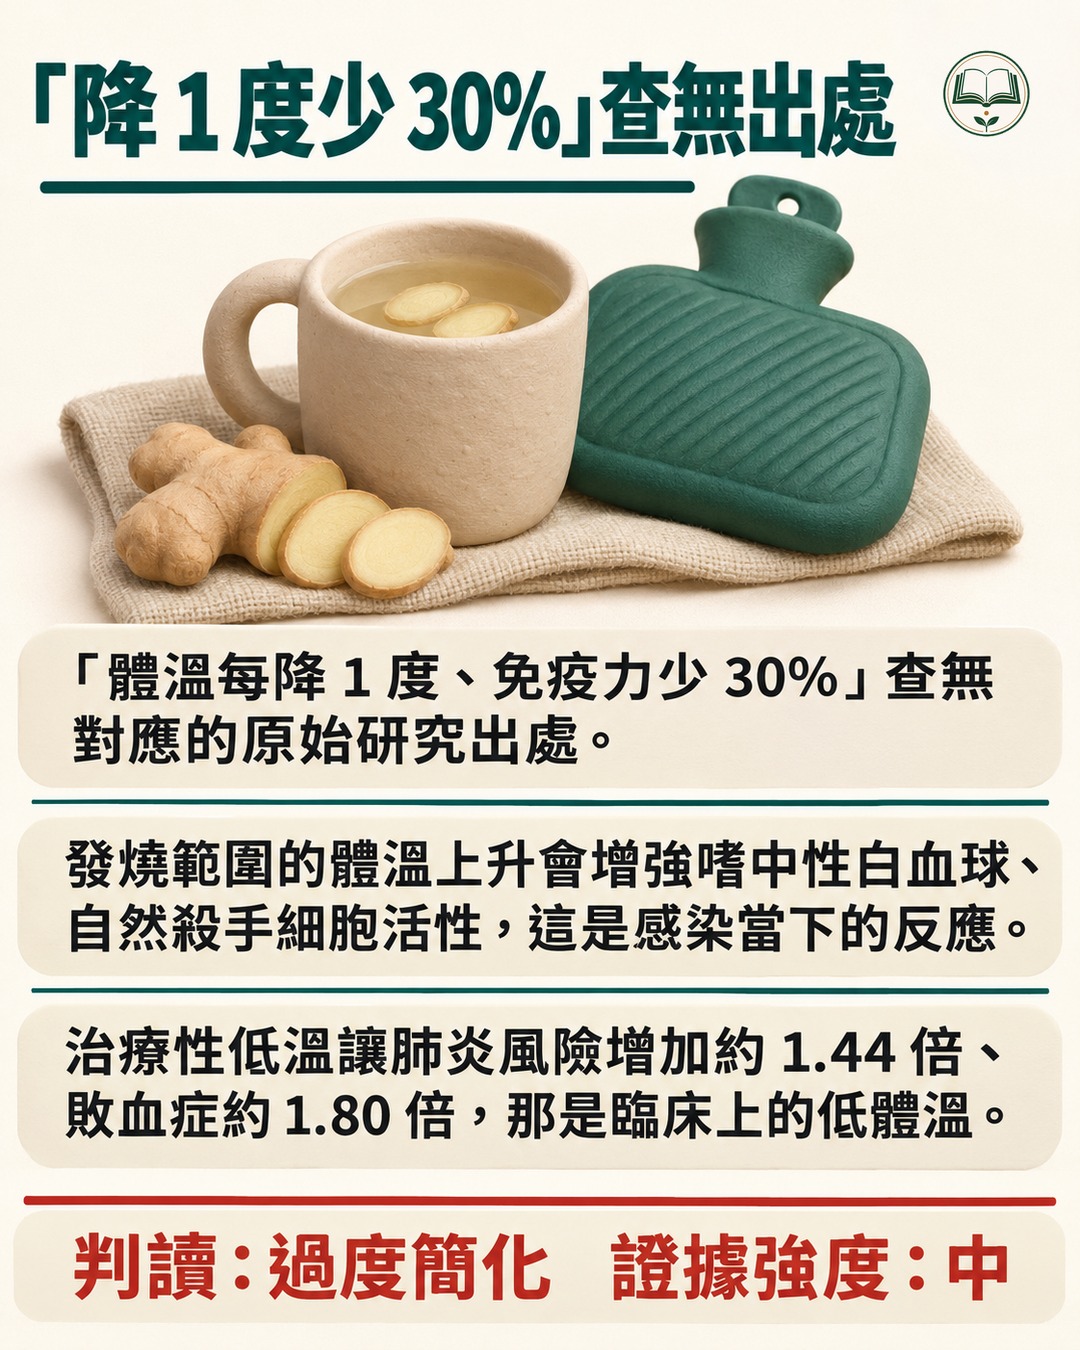 「降 1 度少 30%」查無出處
「體溫每降 1 度、免疫力少 30%」查無
對應的原始研究出處。
發燒範圍的體溫上升會增強嗜中性白血球、
自然殺手細胞活性，這是感染當下的反應。
治療性低溫讓肺炎風險增加約 1.44 倍、
敗血症約 1.80 倍，那是臨床上的低體溫。
判讀：過度簡化　證據強度：中